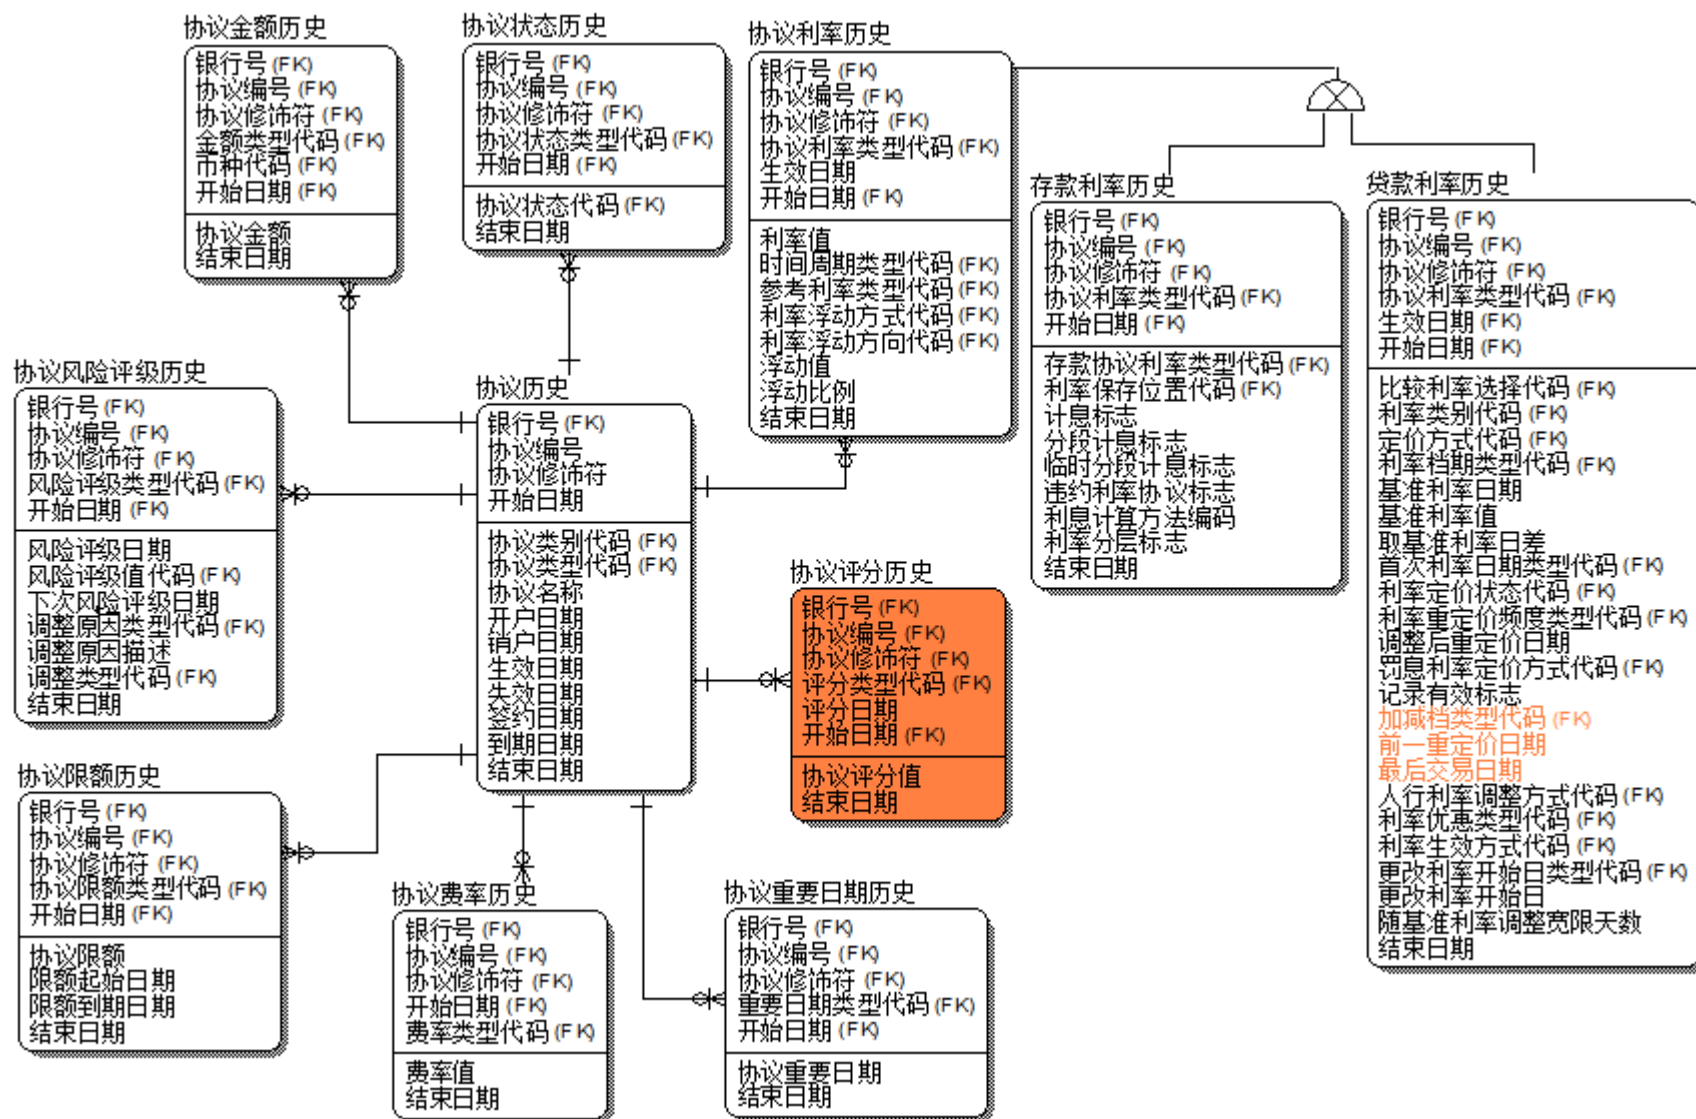 协议金额历史
银行号 (FK)
协议编号 (FK)
协议修饰符 (FK)
金额类型代码 (FK)
币种代码 (FK)
开始日期 (FK)
协议金额
结束日期
协议状态历史
银行号 (FK)
协议编号 (FK)
协议修饰符 (FK)
协议状态类型代码 (FK)
开始日期 (FK)
协议状态代码 (FK)
结束日期
协议利率历史
银行号 (FK)
协议编号 (FK)
协议修饰符 (FK)
协议利率类型代码 (FK)
生效日期
开始日期 (FK)
利率值
时间周期类型代码 (FK)
参考利率类型代码 (FK)
利率浮动方式代码 (FK)
利率浮动方向代码 (FK)
浮动值
浮动比例
结束日期
存款利率历史
银行号 (FK)
协议编号 (FK)
协议修饰符 (FK)
协议利率类型代码 (FK)
开始日期 (FK)
存款协议利率类型代码 (FK)
利率保存位置代码 (FK)
计息标志
分段计息标志
临时分段计息标志
违约利率协议标志
利息计算方法编码
利率分层标志
结束日期
贷款利率历史
银行号 (FK)
协议编号 (FK)
协议修饰符 (FK)
协议利率类型代码 (FK)
生效日期 (FK)
开始日期 (FK)
比较利率选择代码 (FK)
利率类别代码 (FK)
定价方式代码 (FK)
利率档期类型代码 (FK)
基准利率日期
基准利率值
取基准利率日差
首次利率日期类型代码 (FK)
利率定价状态代码 (FK)
利率重定价频度类型代码 (FK)
调整后重定价日期
罚息利率定价方式代码 (FK)
记录有效标志
加减档类型代码 (FK)
前一重定价日期
最后交易日期
人行利率调整方式代码 (FK)
利率优惠类型代码 (FK)
利率生效方式代码 (FK)
更改利率开始日类型代码 (FK)
更改利率开始日
随基准利率调整宽限天数
结束日期
协议风险评级历史
银行号 (FK)
协议编号 (FK)
协议修饰符 (FK)
风险评级类型代码 (FK)
开始日期 (FK)
风险评级日期
风险评级值代码 (FK)
下次风险评级日期
调整原因类型代码 (FK)
调整原因描述
调整类型代码 (FK)
结束日期
协议历史
银行号 (FK)
协议编号
协议修饰符
开始日期
协议类别代码 (FK)
协议类型代码 (FK)
协议名称
开户日期
销户日期
生效日期
失效日期
签约日期
到期日期
结束日期
协议评分历史
银行号 (FK)
协议编号 (FK)
协议修饰符 (FK)
评分类型代码 (FK)
评分日期
开始日期 (FK)
协议评分值
结束日期
协议限额历史
银行号 (FK)
协议编号 (FK)
协议修饰符 (FK)
协议限额类型代码 (FK)
开始日期 (FK)
协议限额
限额起始日期
限额到期日期
结束日期
协议费率历史
银行号 (FK)
协议编号 (FK)
协议修饰符 (FK)
开始日期 (FK)
费率类型代码 (FK)
费率值
结束日期
协议重要日期历史
银行号 (FK)
协议编号 (FK)
协议修饰符 (FK)
重要日期类型代码 (FK)
开始日期 (FK)
协议重要日期
结束日期